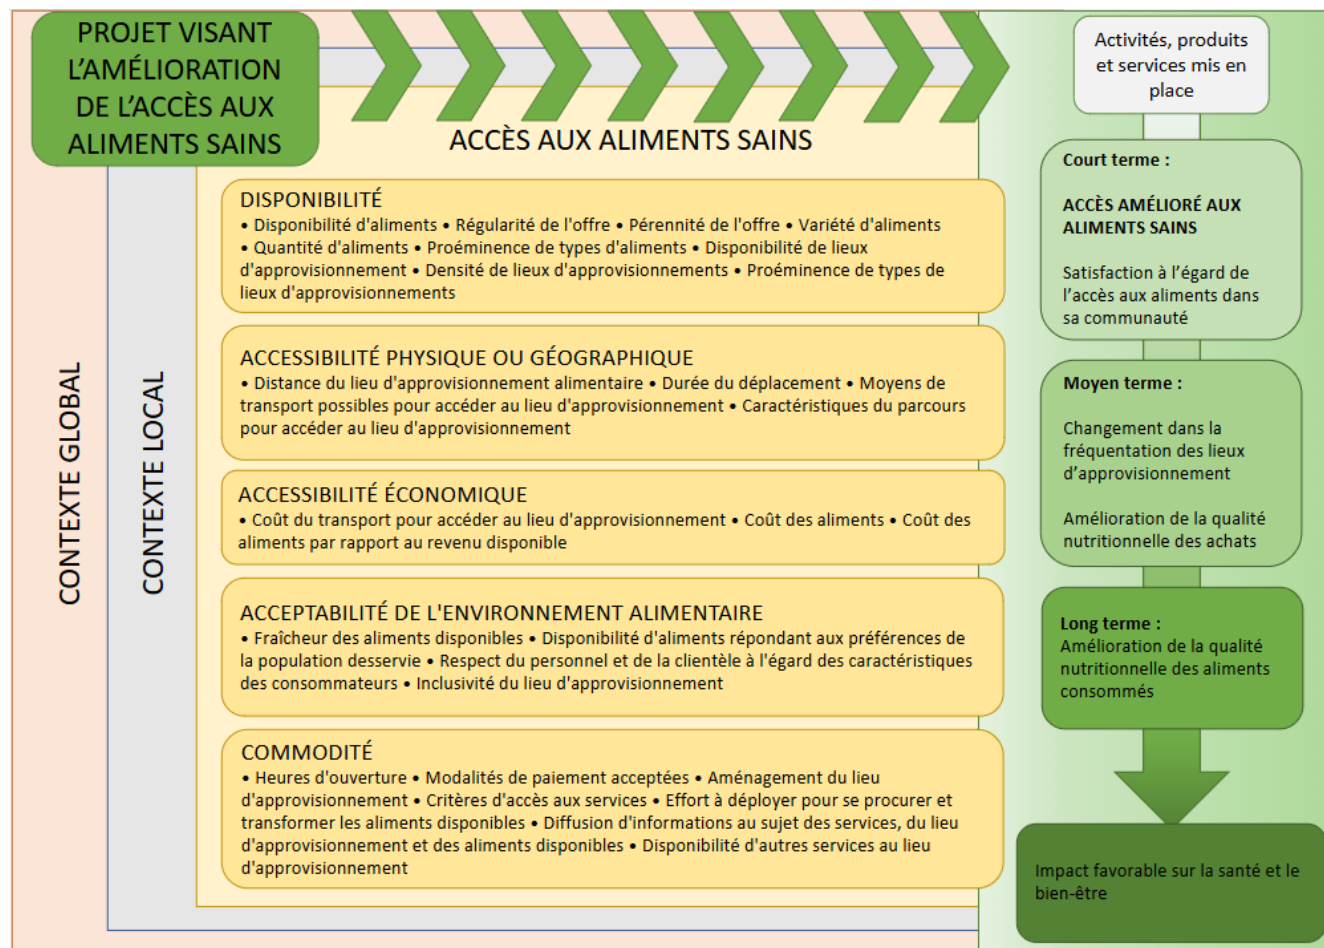 PROJET VISANT
L'AMÉLIORATION
DE L'ACCÈS AUX
ALIMENTS SAINS
CONTEXTE GLOBAL
CONTEXTE LOCAL
ACCÈS AUX ALIMENTS SAINS
DISPONIBILITÉ
• Disponibilité d'aliments • Régularité de l'offre • Pérennité de l'offre • Variété d'aliments
• Quantité d'aliments • Proéminence de types d'aliments • Disponibilité de lieux
d'approvisionnement • Densité de lieux d'approvisionnements • Proéminence de types de
lieux d'approvisionnements
ACCESSIBILITÉ PHYSIQUE OU GÉOGRAPHIQUE
• Distance du lieu d'approvisionnement alimentaire • Durée du déplacement • Moyens de
transport possibles pour accéder au lieu d'approvisionnement • Caractéristiques du parcours
pour accéder au lieu d'approvisionnement
ACCESSIBILITÉ ÉCONOMIQUE
• Coût du transport pour accéder au lieu d'approvisionnement • Coût des aliments • Coût des
aliments par rapport au revenu disponible
ACCEPTABILITÉ DE L'ENVIRONNEMENT ALIMENTAIRE
• Fraîcheur des aliments disponibles • Disponibilité d'aliments répondant aux préférences de
la population desservie • Respect du personnel et de la clientèle à l'égard des caractéristiques
des consommateurs • Inclusivité du lieu d'approvisionnement
COMMODITÉ
• Heures d'ouverture • Modalités de paiement acceptées • Aménagement du lieu
d'approvisionnement • Critères d'accès aux services • Effort à déployer pour se procurer et
transformer les aliments disponibles • Diffusion d'informations au sujet des services, du lieu
d'approvisionnement et des aliments disponibles • Disponibilité d'autres services au lieu
d'approvisionnement
Activités, produits
et services mis en
place
Court terme :
ACCÈS AMÉLIORÉ AUX
ALIMENTS SAINS
Satisfaction à l'égard de
l'accès aux aliments dans
sa communauté
Moyen terme :
Changement dans la
fréquentation des lieux
d'approvisionnement
Amélioration de la qualité
nutritionnelle des achats
Long terme :
Amélioration de la qualité
nutritionnelle des aliments
consommés
Impact favorable sur la santé et le
bien-être